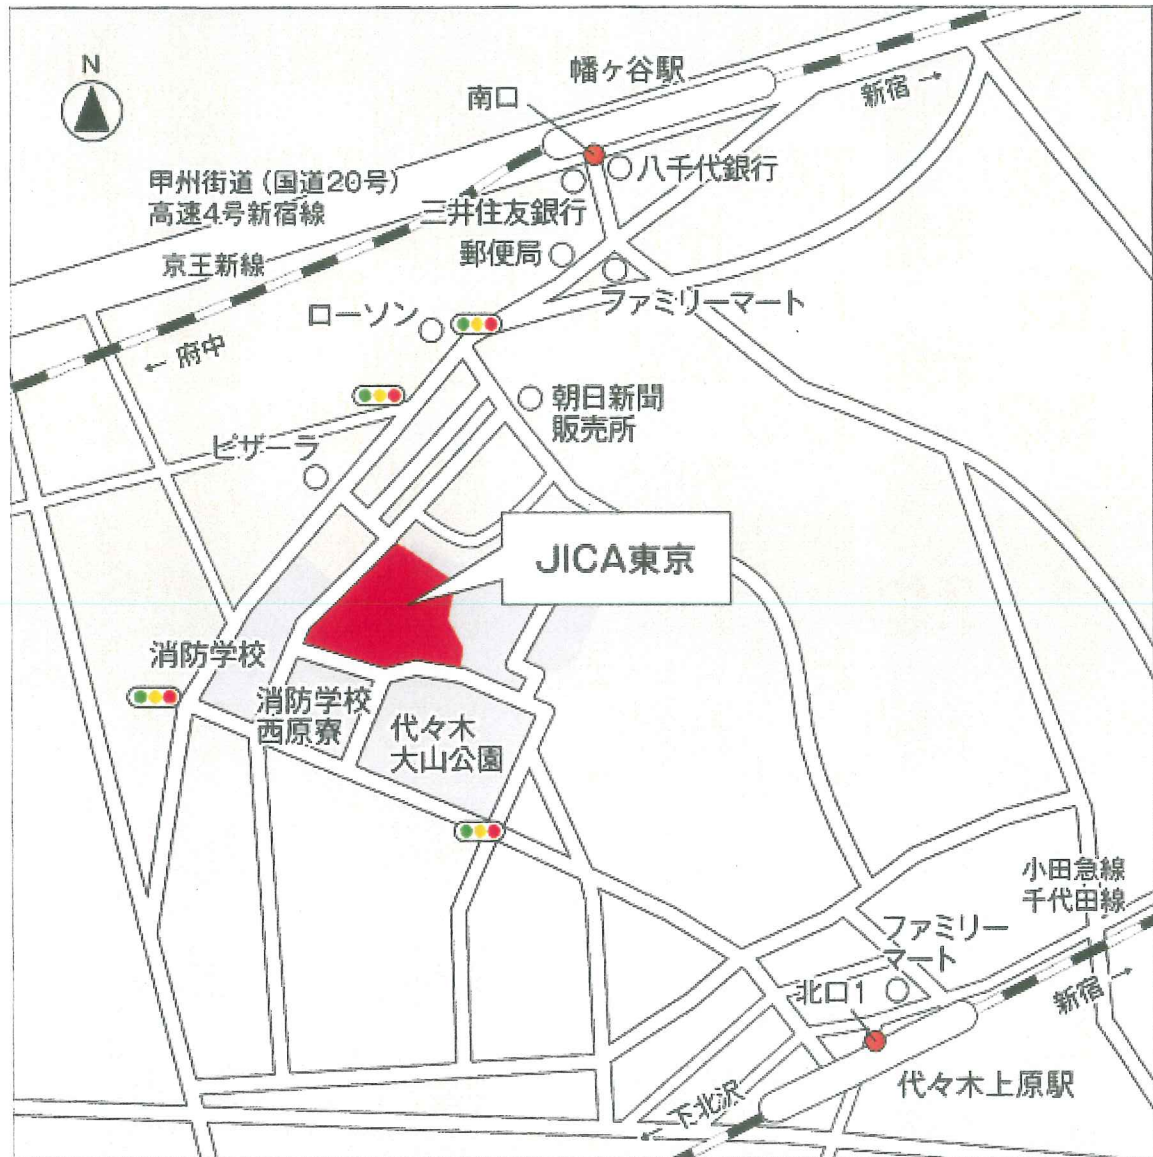 N
幡ヶ谷駅
南口
新宿→
八千代銀行
甲州街道(国道20号)
高速4号新宿線
三井住友銀行
郵便局
京王新線
ファミリーマート
ローソン
←府中
朝日新聞
販売所
ピザーラ
JICA東京
消防学校
消防学校
西原寮
代々木
大山公園
小田急線
千代田線
ファミリー
マート
北口1
新宿→
代々木上原駅
←下北沢